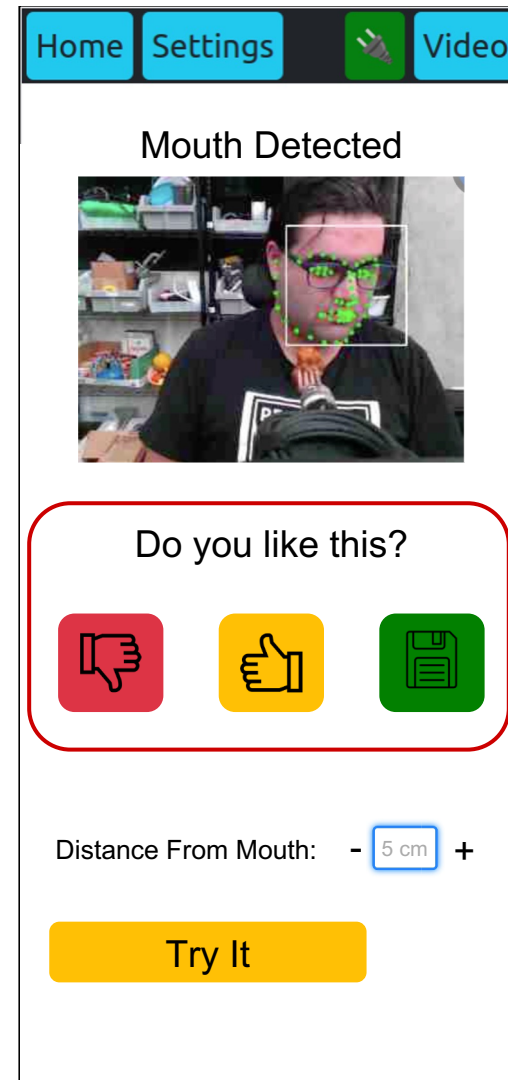 Home Settings Video
Mouth Detected
Do you like this?
Distance From Mouth: - 5 cm +
Try It